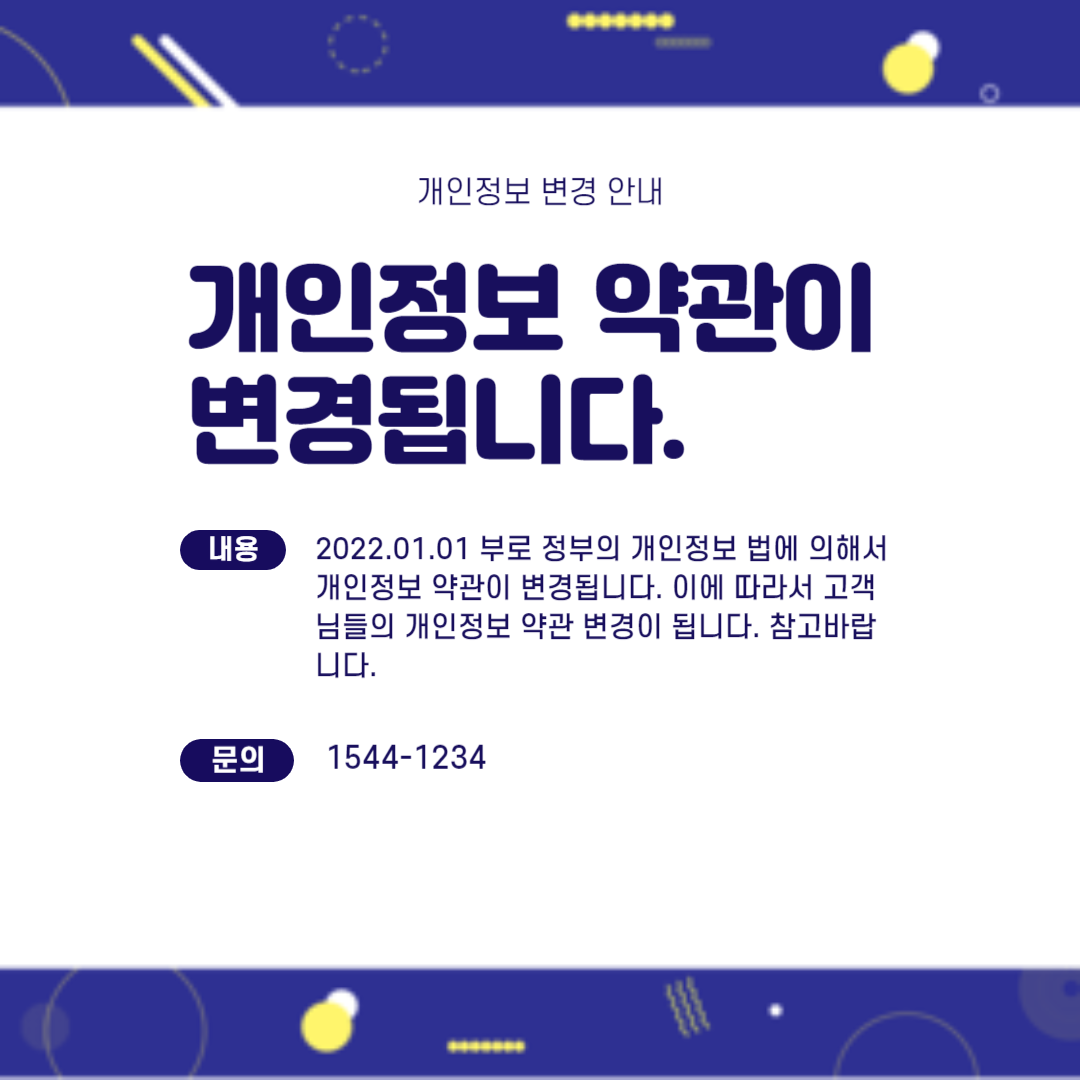 개인정보 변경 안내
개인정보 약관이
변경됩니다.
내용
2022.01.01 부로 정부의 개인정보 법에 의해서
개인정보 약관이 변경됩니다. 이에 따라서 고객
님들의 개인정보 약관 변경이 됩니다. 참고바랍
니다.
문의
1544-1234